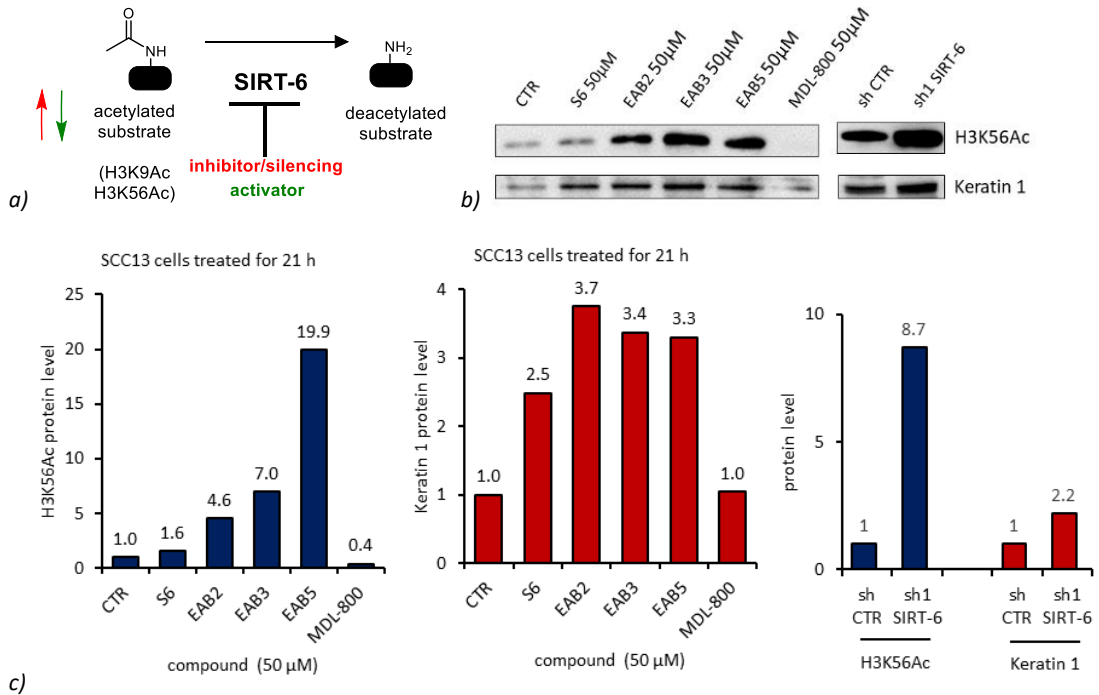 O
NH
NH2
SIRT-6
acetylated
substrate
deacetylated
substrate
(H3K9Ac
H3K56Ac)
inhibitor/silencing
activator
a)
CTR
S6 50µM
EAB2 50µM
EAB3 50µM
EAB5 50µM
MDL-800 50µM
sh CTR
sh1 SIRT-6
H3K56Ac
Keratin 1
b)
SCC13 cells treated for 21 h
H3K56Ac protein level
25
20
15
10
5
0
1.0
1.6
4.6
7.0
19.9
0.4
CTR
S6
EAB2
EAB3
EAB5
MDL-800
compound (50 µM)
SCC13 cells treated for 21 h
Keratin 1 protein level
4
3
2
1
0
1.0
2.5
3.7
3.4
3.3
1.0
CTR
S6
EAB2
EAB3
EAB5
MDL-800
compound (50 µM)
protein level
10
5
0
1
8.7
1
2.2
sh
CTR
sh1
SIRT-6
sh
CTR
sh1
SIRT-6
H3K56Ac
Keratin 1
c)